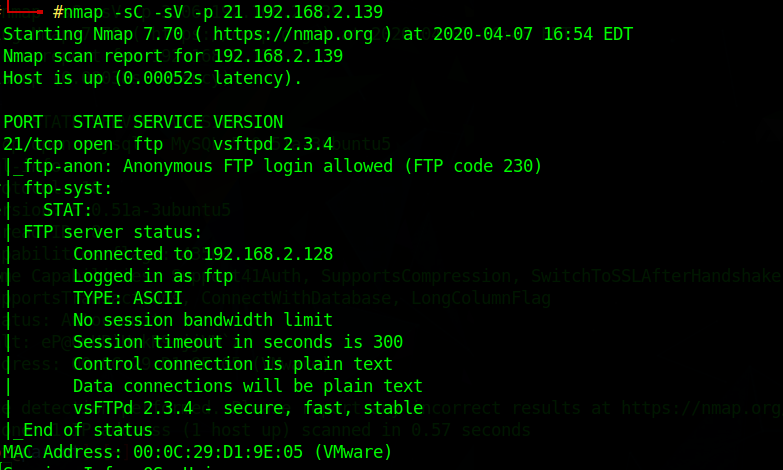 #nmap -sC -sV -p 21 192.168.2.139
Starting Nmap 7.70 ( https://nmap.org ) at 2020-04-07 16:54 EDT
Nmap scan report for 192.168.2.139
Host is up (0.00052s latency).
PORT   STATE SERVICE VERSION
21/tcp open  ftp     vsftpd 2.3.4
|_ftp-anon: Anonymous FTP login allowed (FTP code 230)
| ftp-syst:
|   STAT:
| FTP server status:
|      Connected to 192.168.2.128
|      Logged in as ftp
|      TYPE: ASCII
|      No session bandwidth limit
|      Session timeout in seconds is 300
|      Control connection is plain text
|      Data connections will be plain text
|      vsFTPd 2.3.4 - secure, fast, stable
|_End of status
MAC Address: 00:0C:29:D1:9E:05 (VMware)